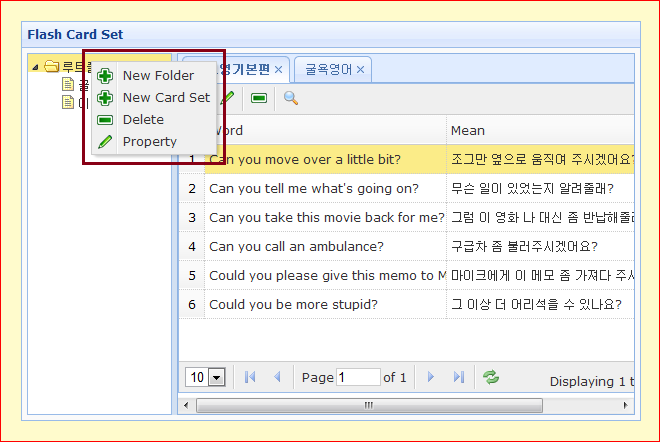 Flash Card Set
New Folder
New Card Set
Delete
Property
굴욕영어
Mean
1 Can you move over a little bit? 조그만 옆으로 움직여 주시겠어요?
2 Can you tell me what's going on? 무슨 일이 있었는지 알려줄래?
3 Can you take this movie back for me? 그럼 이 영화 나 대신 좀 반납해줄래
4 Can you call an ambulance? 구급차 좀 불러주시겠어요?
5 Could you please give this memo to M 마이크에게 이 메모 좀 가져다 주시
6 Could you be more stupid? 그 이상 더 어리석을 수 있나요?
10 Page 1 of 1 Displaying 1 t